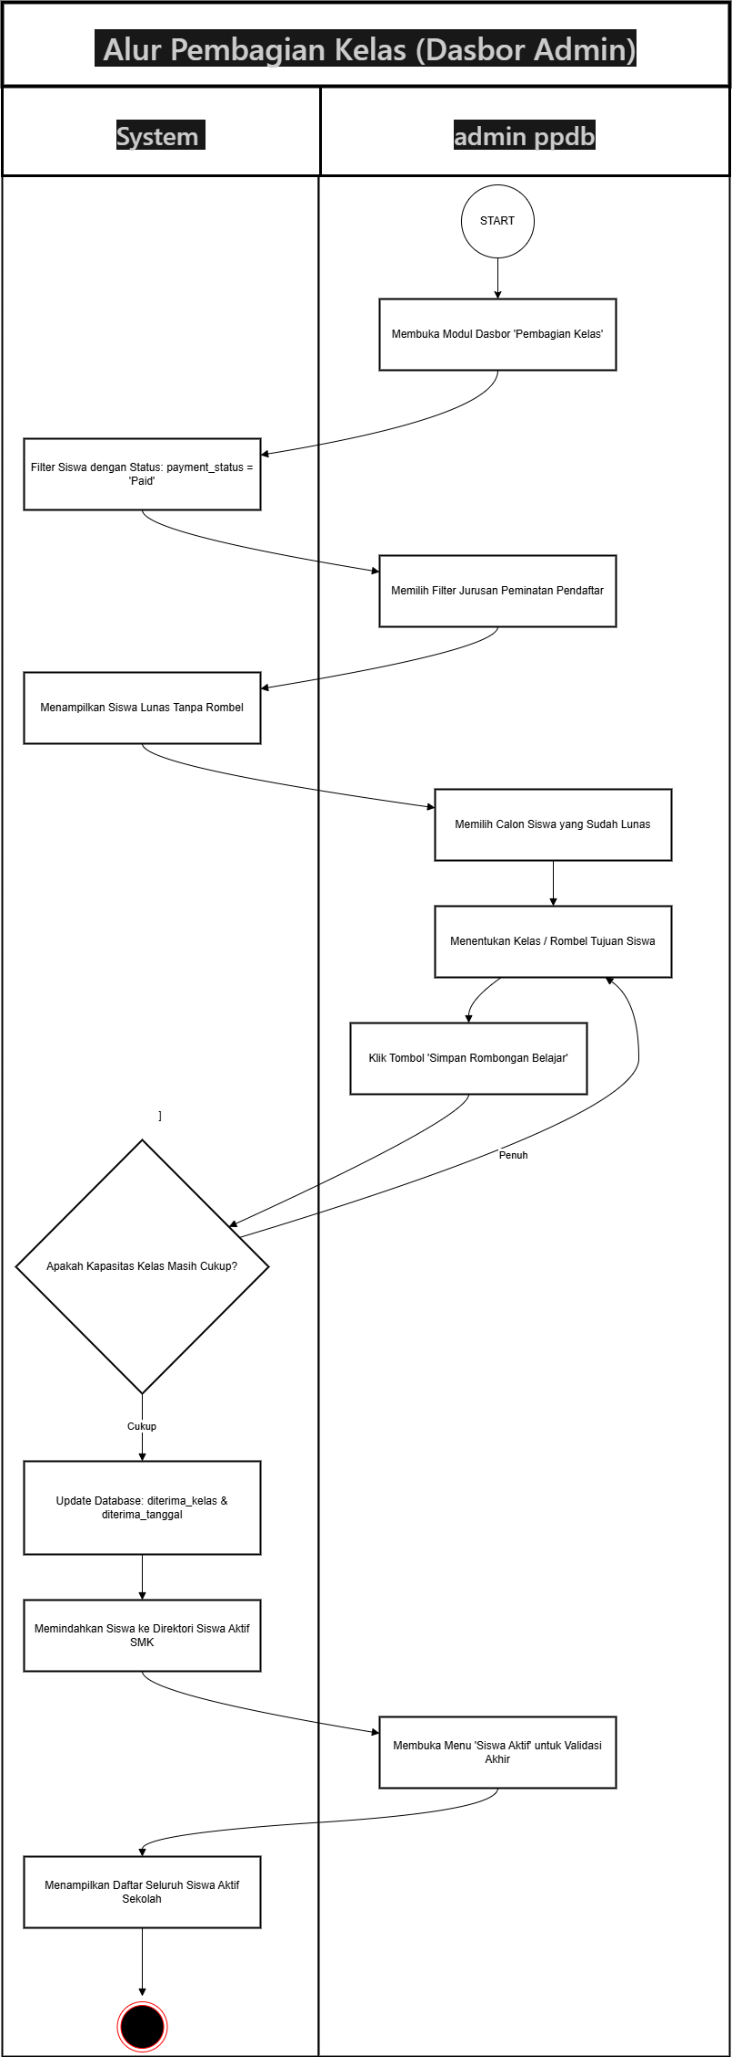 Alur Pembagian Kelas (Dasbor Admin)
System
admin ppdb
START
Membuka Modul Dasbor 'Pembagian Kelas'
Filter Siswa dengan Status: payment_status =
'Paid'
Memilih Filter Jurusan Peminatan Pendaftar
Menampilkan Siswa Lunas Tanpa Rombel
Memilih Calon Siswa yang Sudah Lunas
Menentukan Kelas / Rombel Tujuan Siswa
Klik Tombol 'Simpan Rombongan Belajar'
]
Penuh
Apakah Kapasitas Kelas Masih Cukup?
Cukup
Update Database: diterima_kelas &
diterima_tanggal
Memindahkan Siswa ke Direktori Siswa Aktif
SMK
Membuka Menu 'Siswa Aktif' untuk Validasi
Akhir
Menampilkan Daftar Seluruh Siswa Aktif
Sekolah